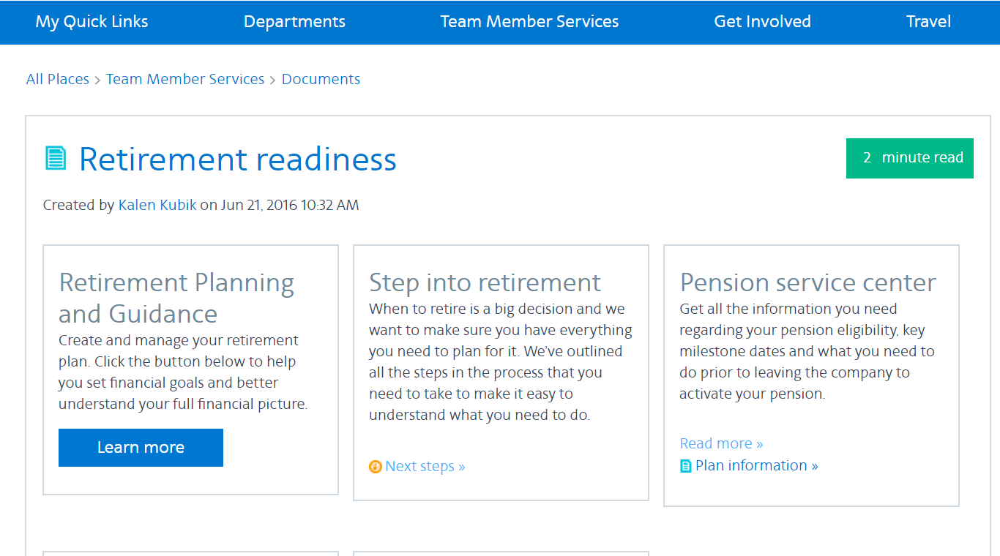 My Quick Links Departments Team Member Services Get Involved Travel
All Places > Team Member Services > Documents
Retirement readiness
2 minute read
Created by Kalen Kubik on Jun 21, 2016 10:32 AM
Retirement Planning
and Guidance
Create and manage your retirement
plan. Click the button below to help
you set financial goals and better
understand your full financial picture.
Learn more
Step into retirement
When to retire is a big decision and we
want to make sure you have everything
you need to plan for it. We’ve outlined
all the steps in the process that you
need to take to make it easy to
understand what you need to do.
Next steps »
Pension service center
Get all the information you need
regarding your pension eligibility, key
milestone dates and what you need to
do prior to leaving the company to
activate your pension.
Read more »
Plan information »